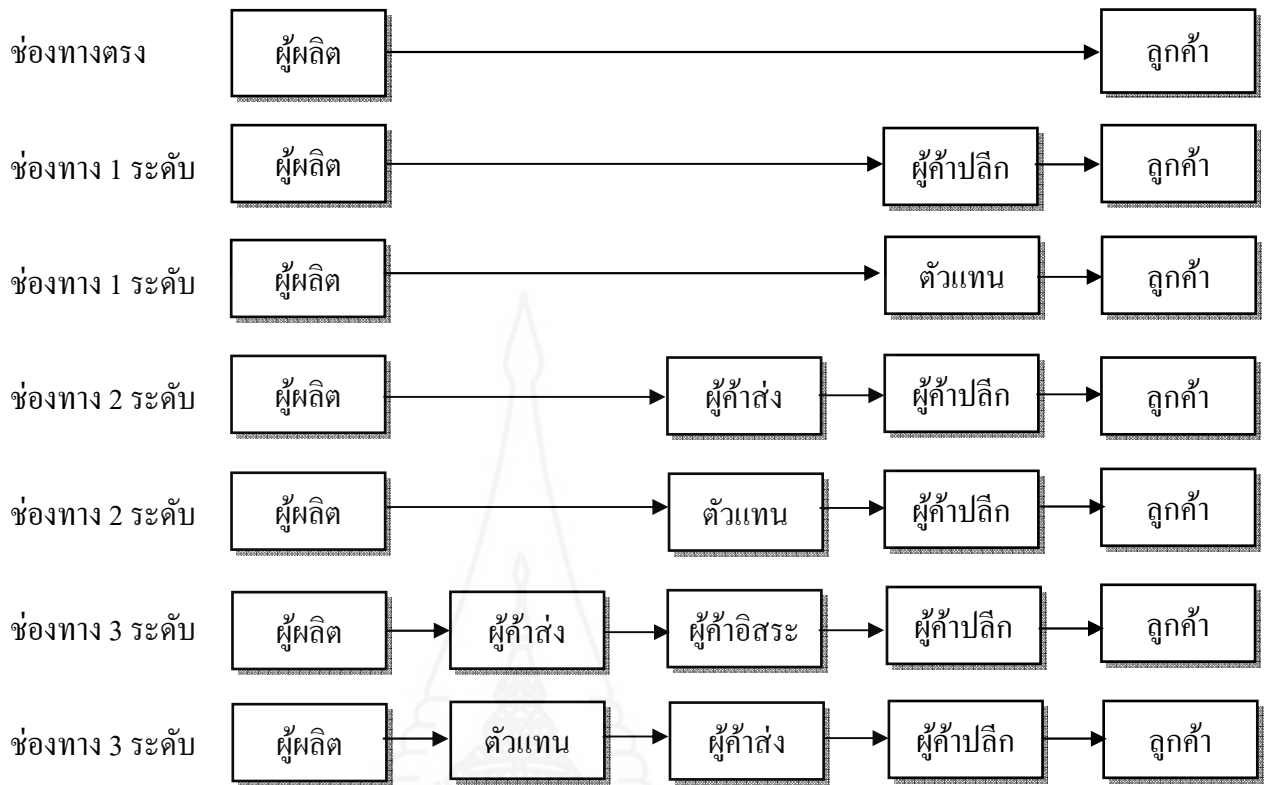 ช่องทางตรง ผู้ผลิต ลูกค้า
ช่องทาง 1 ระดับ ผู้ผลิต ผู้ค้าปลีก ลูกค้า
ช่องทาง 1 ระดับ ผู้ผลิต ตัวแทน ลูกค้า
ช่องทาง 2 ระดับ ผู้ผลิต ผู้ค้าส่ง ผู้ค้าปลีก ลูกค้า
ช่องทาง 2 ระดับ ผู้ผลิต ตัวแทน ผู้ค้าปลีก ลูกค้า
ช่องทาง 3 ระดับ ผู้ผลิต ผู้ค้าส่ง ผู้ค้าอิสระ ผู้ค้าปลีก ลูกค้า
ช่องทาง 3 ระดับ ผู้ผลิต ตัวแทน ผู้ค้าส่ง ผู้ค้าปลีก ลูกค้า